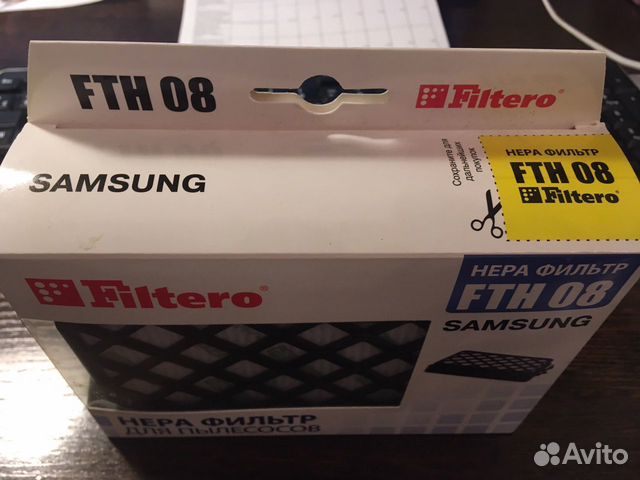 FTH 08
Filtero
SAMSUNG
Сохраните для
дальнейших
покупок
HEPA ФИЛЬТР
FTH 08
Filtero
Filtero
HEPA ФИЛЬТР
FTH 08
SAMSUNG
HEPA ФИЛЬТР
ДЛЯ ПЫЛЕСОСОВ
Avito